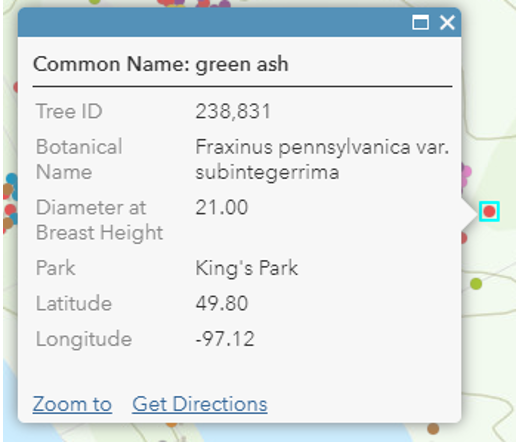 Common Name: green ash
Tree ID 238,831
Botanical Fraxinus pennsylvanica var.
Name subintegerrima
Diameter at 21.00
Breast Height
Park King's Park
Latitude 49.80
Longitude -97.12
Zoom to Get Directions